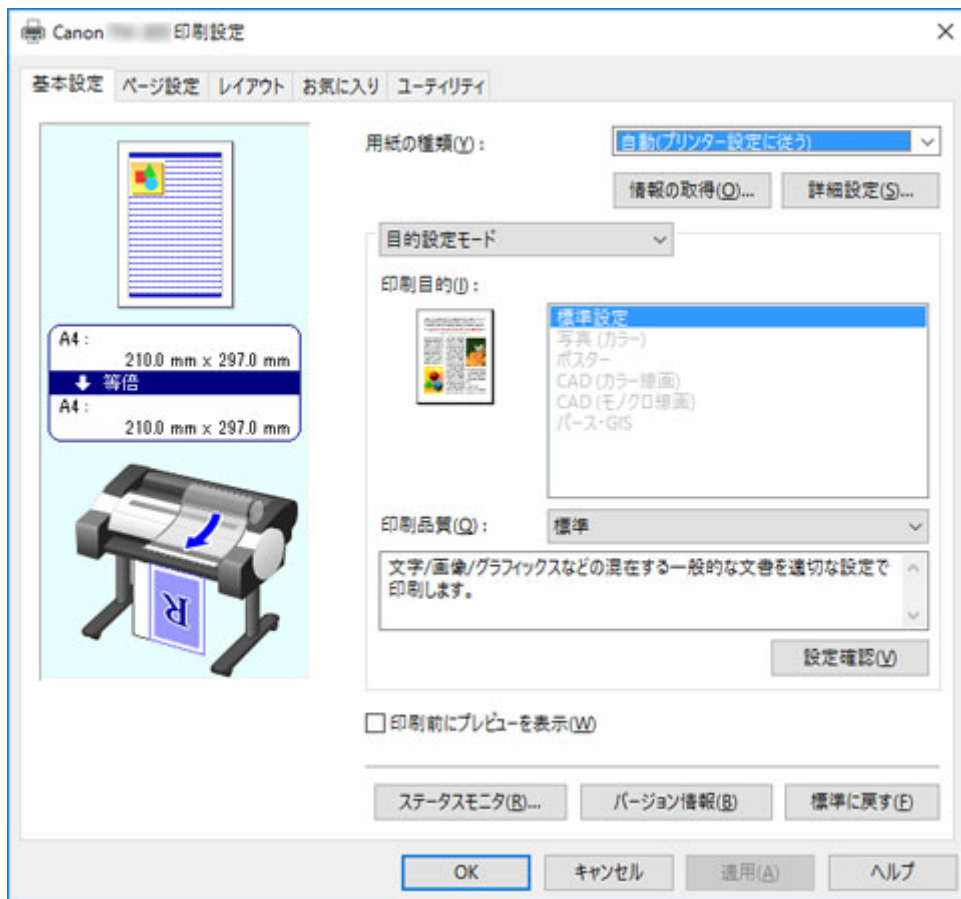 Canon 印刷設定
基本設定 ページ設定 レイアウト お気に入り ユーティリティ
用紙の種類(Y):
自動(プリンター設定に従う)
情報の取得(O)... 詳細設定(S)...
A4 :
210.0 mm x 297.0 mm
等倍
A4 :
210.0 mm x 297.0 mm
R
目的設定モード
印刷目的(I):
標準設定
写真 (カラー)
ポスター
CAD (カラー線画)
CAD (モノクロ線画)
パース・GIS
印刷品質(Q): 標準
文字/画像/グラフィックスなどの混在する一般的な文書を適切な設定で
印刷します。
設定確認(V)
印刷前にプレビューを表示(W)
ステータスモニタ(R)... バージョン情報(B) 標準に戻す(F)
OK キャンセル 適用(A) ヘルプ